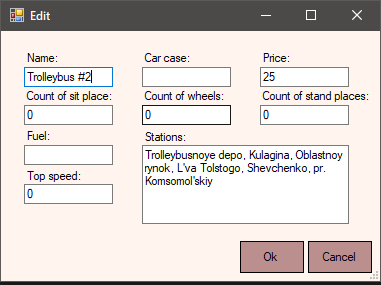 Edit
Name: Car case: Price:
Trolleybus #2 25
Count of sit place: Count of wheels: Count of stand places:
0 0 0
Fuel: Stations:
Trolleybusnoye depo, Kulagina, Oblastnoy
rynok, L'va Tolstogo, Shevchenko, pr.
Komsomol'skiy
Top speed:
0
Ok Cancel